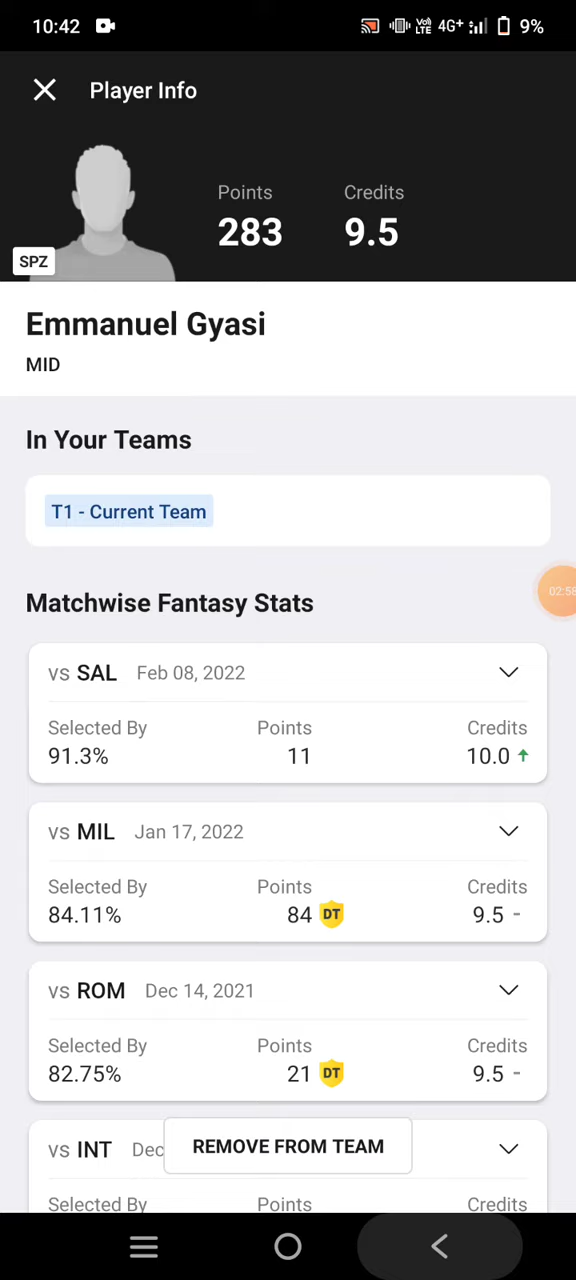 10:42 VoD LTE 4G+ 9%
Player Info
Points Credits
283 9.5
SPZ
Emmanuel Gyasi
MID
In Your Teams
T1 - Current Team
02:58
Matchwise Fantasy Stats
vs SAL Feb 08, 2022
Selected By Points Credits
91.3% 11 10.0
vs MIL Jan 17, 2022
Selected By Points Credits
84.11% 84 DT 9.5 -
vs ROM Dec 14, 2021
Selected By Points Credits
82.75% 21 DT 9.5 -
vs INT Dec
REMOVE FROM TEAM
Selected By Points Credits